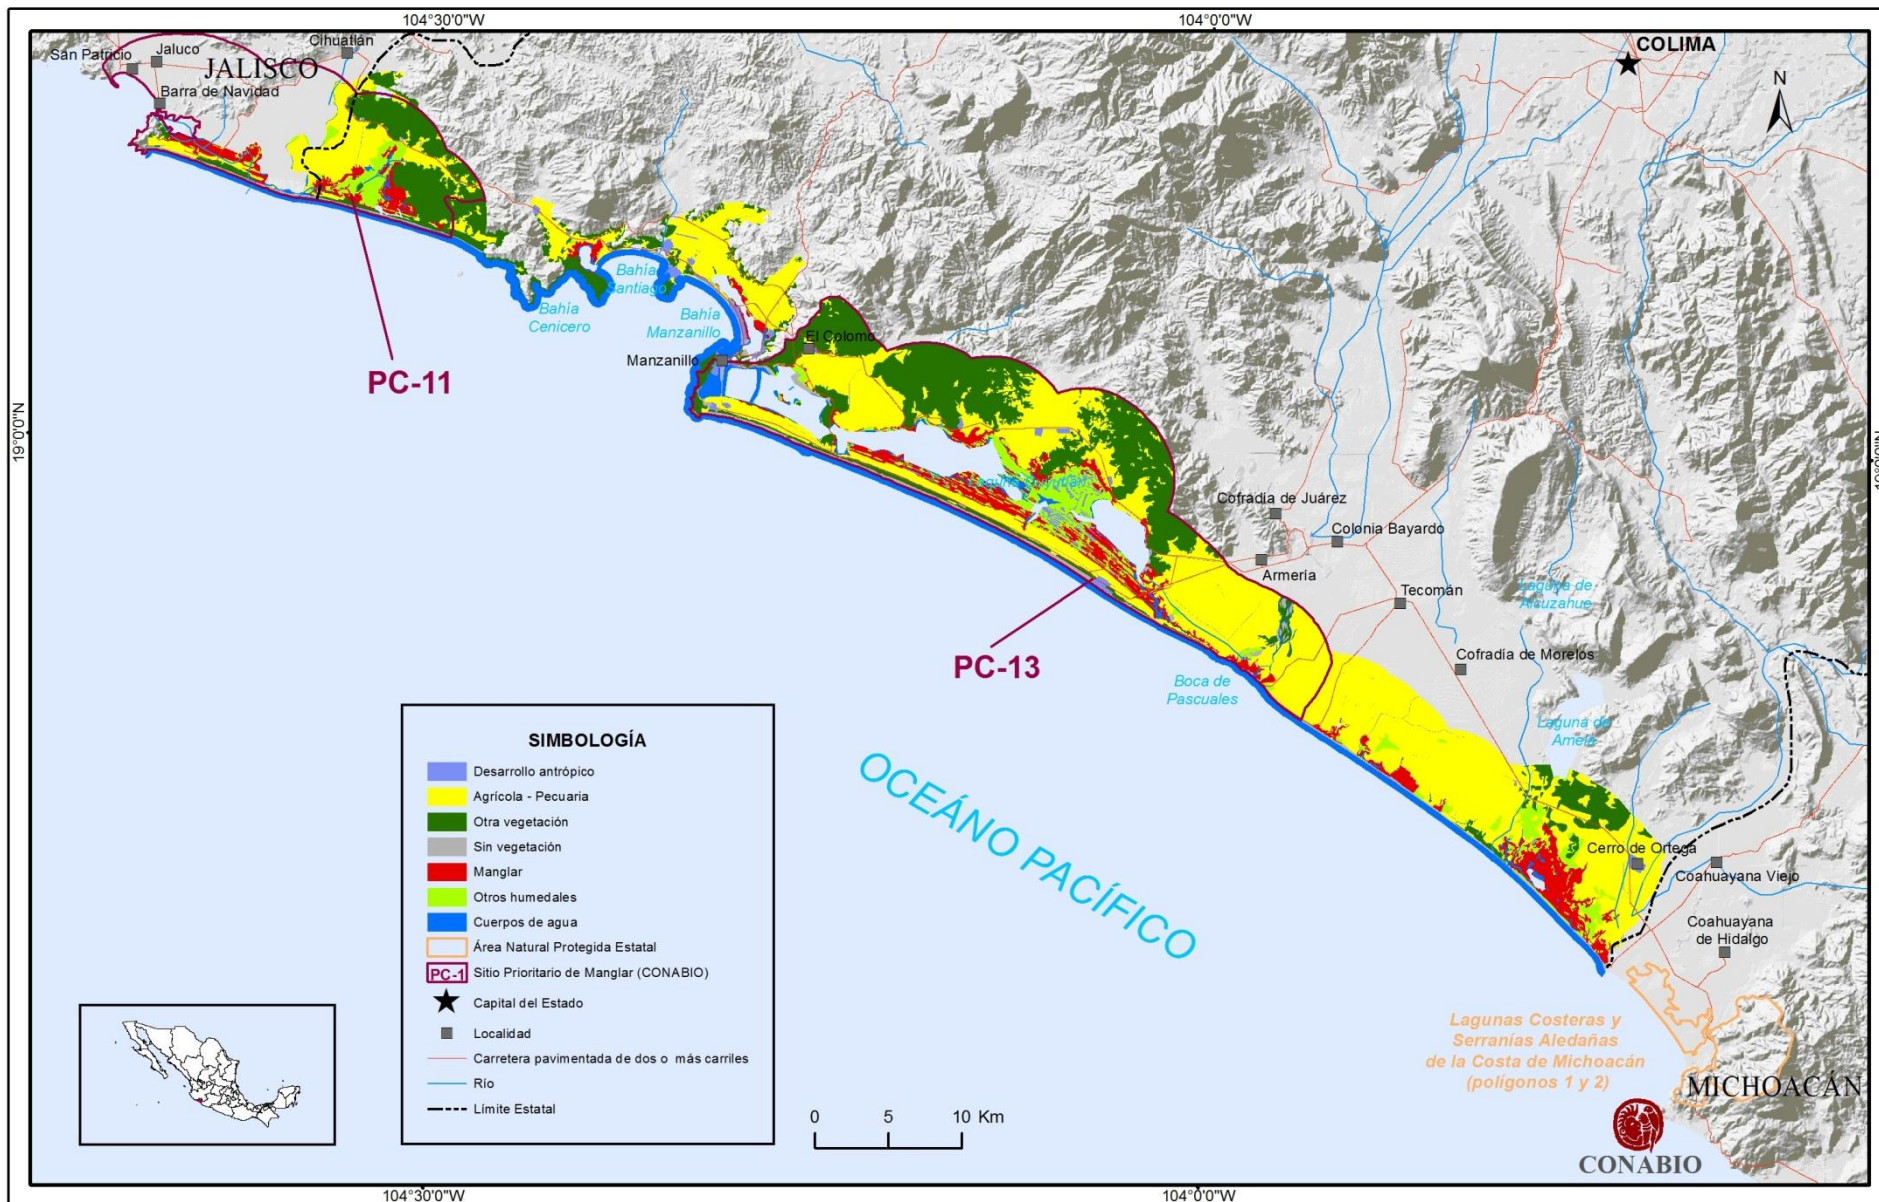 104°30'0"W
104°0'0"W
San Patricio
Jaluco
Cihuatlán
JALISCO
Barra de Navidad
COLIMA
N
Bahía
Santiago
Bahía
Cenicero
Bahía
Manzanillo
Manzanillo
El Colomo
PC-11
19°0'0"N
19°0'0"N
Laguna Cuyutlán
Cofradía de Juárez
Colonia Bayardo
Armería
Tecomán
Laguna de
Alcuzahue
PC-13
Cofradía de Morelos
Boca de
Pascuales
Laguna de
Amela
OCEÁNO PACÍFICO
Cerro de Ortega
Coahuayana Viejo
Coahuayana
de Hidalgo
SIMBOLOGÍA
Desarrollo antrópico
Agrícola - Pecuaria
Otra vegetación
Sin vegetación
Manglar
Otros humedales
Cuerpos de agua
Área Natural Protegida Estatal
PC-1 Sitio Prioritario de Manglar (CONABIO)
Capital del Estado
Localidad
Carretera pavimentada de dos o más carriles
Río
Límite Estatal
0 5 10 Km
Lagunas Costeras y
Serranías Aledañas
de la Costa de Michoacán
(polígonos 1 y 2)
MICHOACÁN
CONABIO
104°30'0"W
104°0'0"W